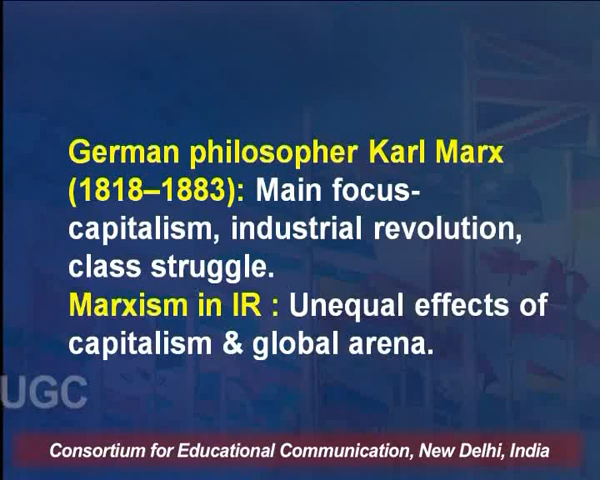 German philosopher Karl Marx
(1818–1883): Main focus-
capitalism, industrial revolution,
class struggle.
Marxism in IR : Unequal effects of
capitalism & global arena.
UGC
Consortium for Educational Communication, New Delhi, India